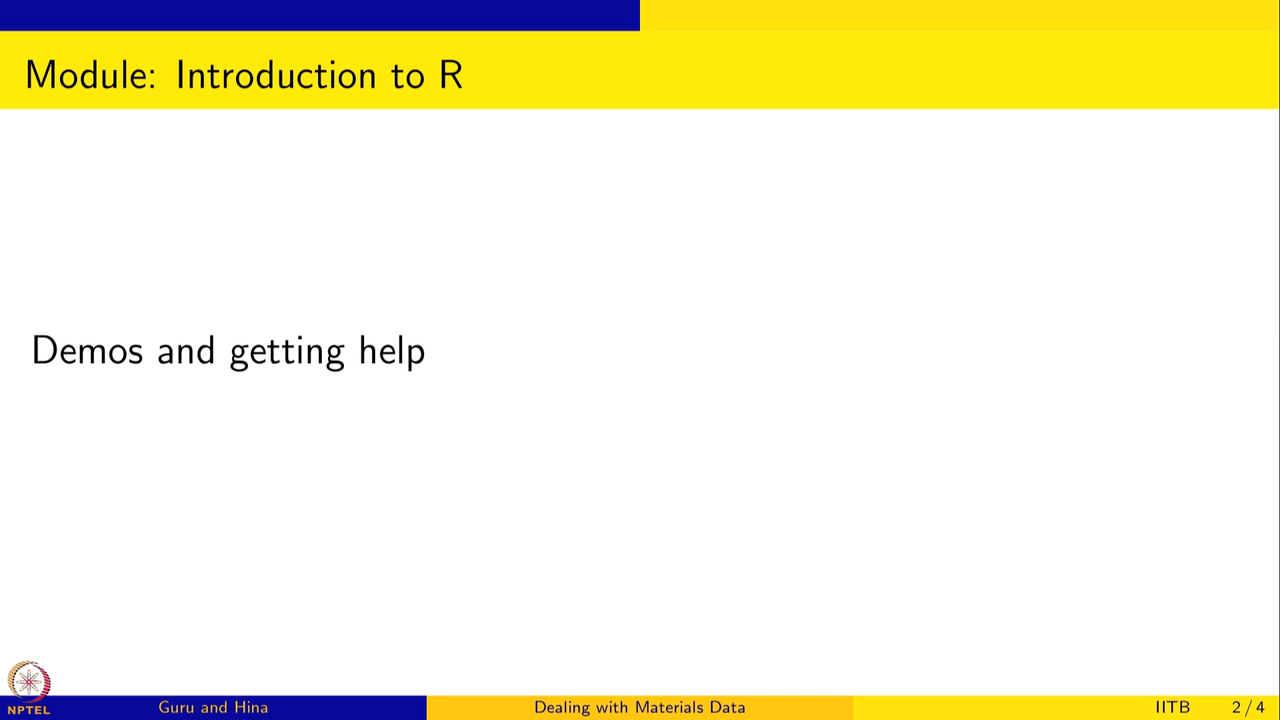 Module: Introduction to R
Demos and getting help
NPTEL
Guru and Hina
Dealing with Materials Data
IITB
2 / 4